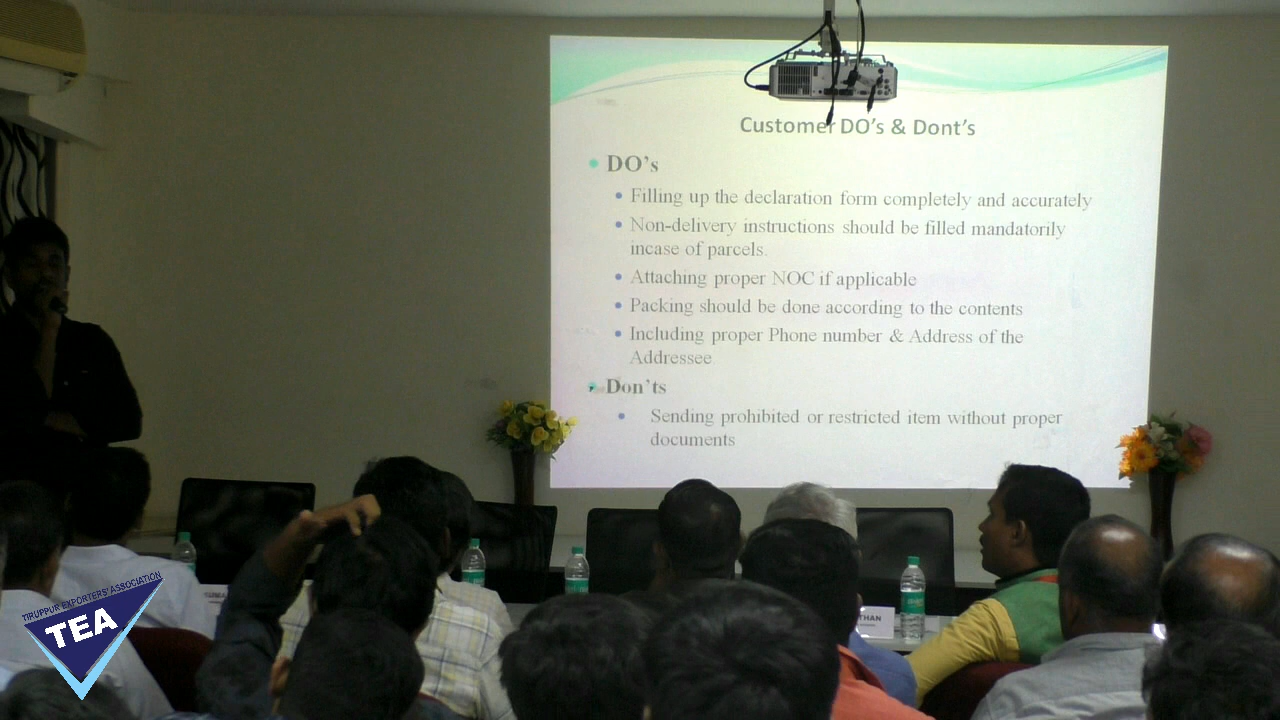 Customer DO's & Dont's
DO's
Filling up the declaration form completely and accurately
Non-delivery instructions should be filled mandatorily
incase of parcels.
Attaching proper NOC if applicable
Packing should be done according to the contents
Including proper Phone number & Address of the
Addressee
Don'ts
Sending prohibited or restricted item without proper
documents
THAN
TIRUPPUR EXPORTERS' ASSOCIATION
TEA